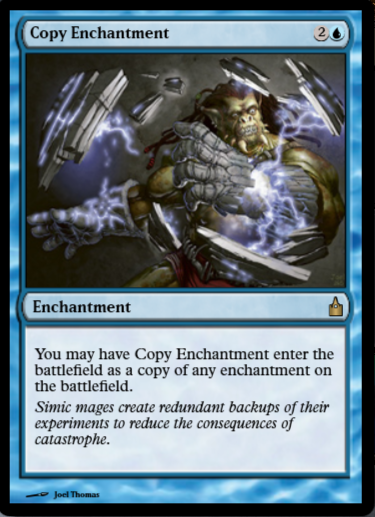 Copy Enchantment 2
Enchantment
You may have Copy Enchantment enter the
battlefield as a copy of any enchantment on
the battlefield.
Simic mages create redundant backups of their
experiments to reduce the consequences of
catastrophe.
Joel Thomas